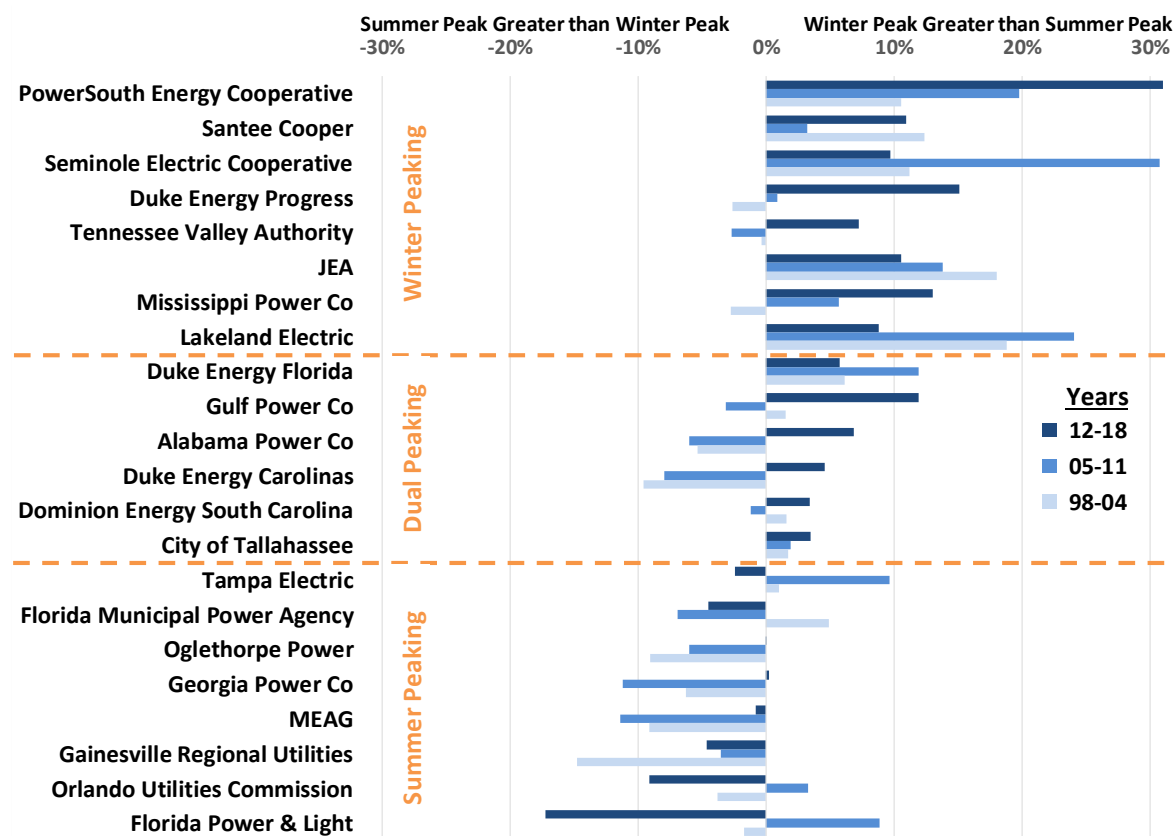 Summer Peak Greater than Winter Peak
Winter Peak Greater than Summer Peak
-30% -20% -10% 0% 10% 20% 30%
PowerSouth Energy Cooperative
Santee Cooper
Seminole Electric Cooperative
Duke Energy Progress
Tennessee Valley Authority
JEA
Mississippi Power Co
Lakeland Electric
Winter Peaking
Duke Energy Florida
Gulf Power Co
Alabama Power Co
Duke Energy Carolinas
Dominion Energy South Carolina
City of Tallahassee
Dual Peaking
Years
12-18
05-11
98-04
Tampa Electric
Florida Municipal Power Agency
Oglethorpe Power
Georgia Power Co
MEAG
Gainesville Regional Utilities
Orlando Utilities Commission
Florida Power & Light
Summer Peaking